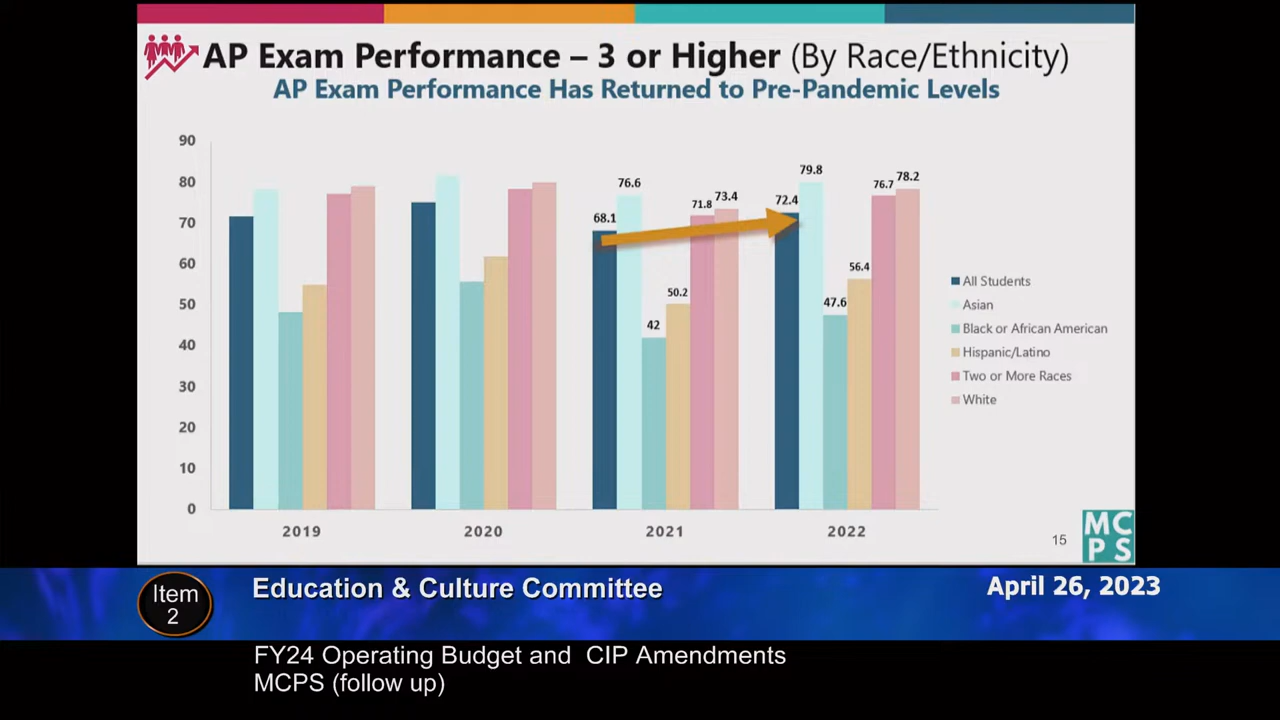 AP Exam Performance – 3 or Higher (By Race/Ethnicity)
AP Exam Performance Has Returned to Pre-Pandemic Levels
90
80
70
60
50
40
30
20
10
0
68.1
76.6
42
50.2
71.8
73.4
72.4
79.8
47.6
56.4
76.7
78.2
2019
2020
2021
2022
All Students
Asian
Black or African American
Hispanic/Latino
Two or More Races
White
15
MC
PS
Item
2
Education & Culture Committee
April 26, 2023
FY24 Operating Budget and CIP Amendments
MCPS (follow up)